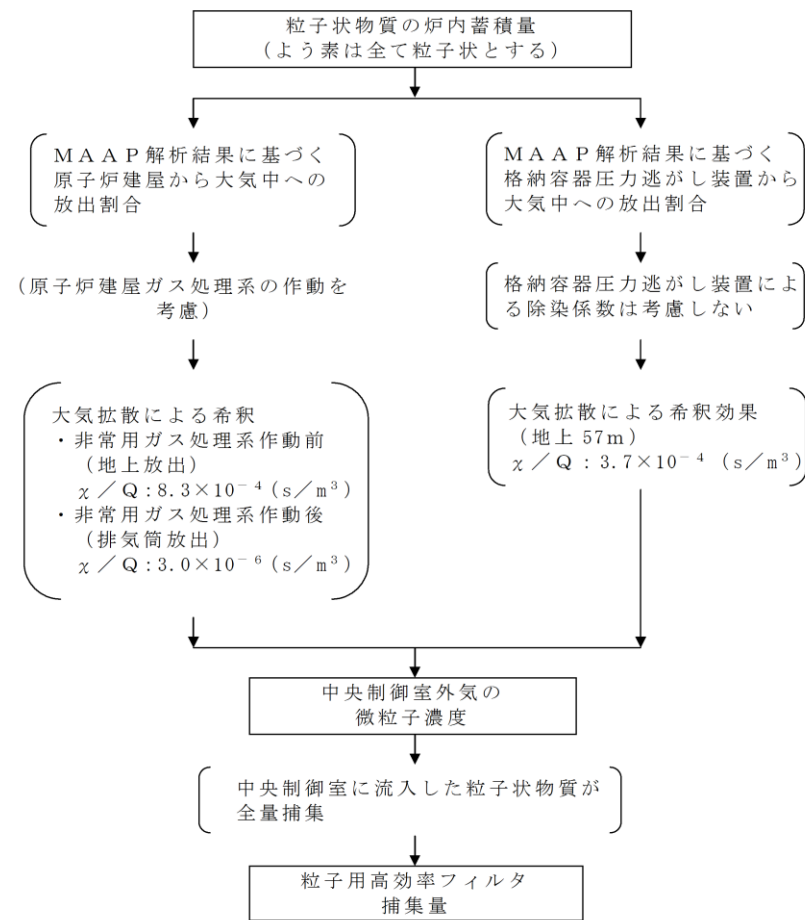 粒子状物質の炉内蓄積量
(よう素は全て粒子状とする)
MAAP解析結果に基づく
原子炉建屋から大気中への
放出割合
(原子炉建屋ガス処理系の作動を
考慮)
大気拡散による希釈
・非常用ガス処理系作動前
(地上放出)
χ/Q:8.3×10⁻⁴(s/m³)
・非常用ガス処理系作動後
(排気筒放出)
χ/Q:3.0×10⁻⁶(s/m³)
MAAP解析結果に基づく
格納容器圧力逃がし装置から
大気中への放出割合
格納容器圧力逃がし装置によ
る除染係数は考慮しない
大気拡散による希釈効果
(地上 57m)
χ/Q:3.7×10⁻⁴ (s/m³)
中央制御室外気の
微粒子濃度
中央制御室に流入した粒子状物質が
全量捕集
粒子用高効率フィルタ
捕集量